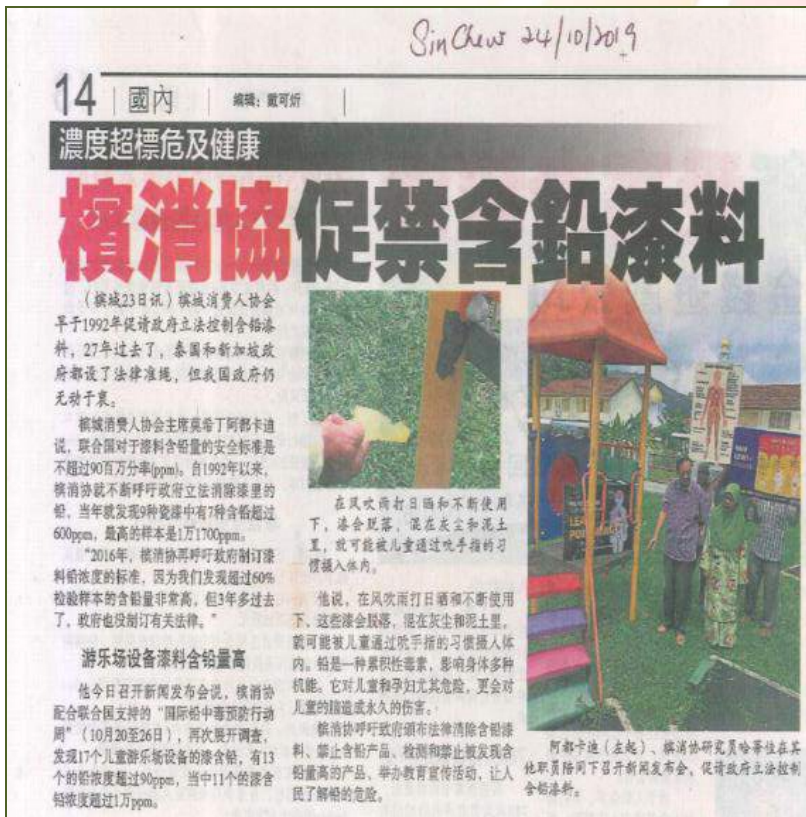 SinChew 24/10/2019
14 國內 编辑：戴可炘
濃度超標危及健康
檳消協促禁含鉛漆料
（槟城23日讯）槟城消费人协会
早于1992年促请政府立法控制含铅漆
料，27年过去了，泰国和新加坡政
府都设了法律准绳，但我国政府仍
无动于衷。
槟城消费人协会主席莫希丁阿都卡迪
说，联合国对于漆料含铅量的安全标准是
不超过90百万分率(ppm)。自1992年以来，
槟消协就不断呼吁政府立法消除漆里的
铅，当年就发现9种瓷漆中有7种含铅超过
600ppm，最高的样本是1万1700ppm。
“2016年，槟消协再呼吁政府制订漆
料铅浓度的标准，因为我们发现超过60%
检验样本的含铅量非常高，但3年多过去
了，政府也没制订有关法律。”
游乐场设备漆料含铅量高
他今日召开新闻发布会说，槟消协
配合联合国支持的“国际铅中毒预防行动
周”（10月20至26日），再次展开调查，
发现17个儿童游乐场设备的漆含铅，有13
个的铅浓度超过90ppm，当中11个的漆含
铅浓度超过1万ppm。
在风吹雨打日晒和不断使用
下，漆会脱落，混在灰尘和泥土
里，就可能被儿童通过吮手指的习
惯摄入体内。
他说，在风吹雨打日晒和不断使用
下，这些漆会脱落，混在灰尘和泥土里，
就可能被儿童通过吮手指的习惯摄人体
内。铅是一种累积性毒素，影响身体多种
机能。它对儿童和孕妇尤其危险，更会对
儿童的脑造成永久的伤害。
槟消协呼吁政府颁布法律消除含铅漆
料、禁止含铅产品、检测和禁止被发现含
铅量高的产品、举办教育宣传活动，让人
民了解铅的危险。
阿都卡迪（左起）、槟消协研究员哈蒂佳在其
他职员陪同下召开新闻发布会，促请政府立法控制
含铅漆料。